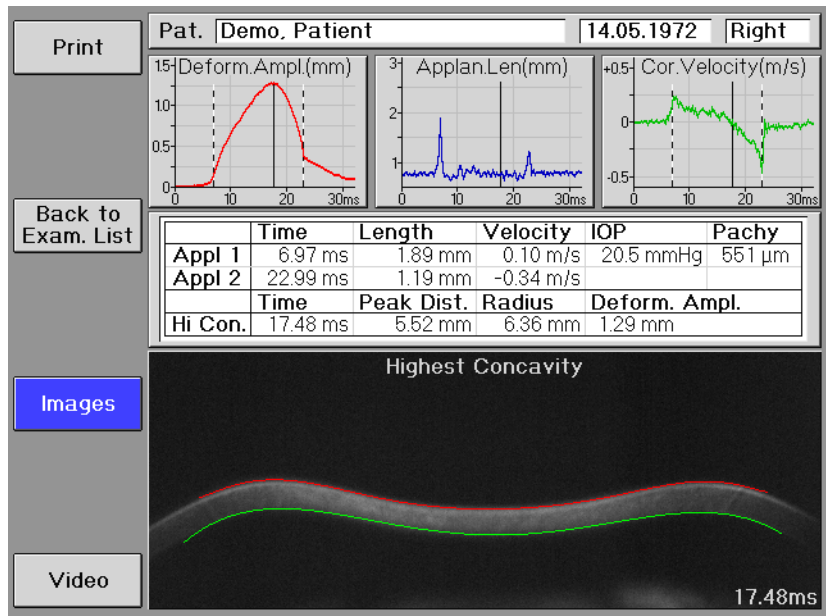 Print
Pat. Demo, Patient 14.05.1972 Right
Deform.Ampl.(mm)
15
10
0.5
0
0 10 20 30ms
Applan.Len(mm)
3
2
1
0 10 20 30ms
Cor.Velocity(m/s)
+0.5
0
-0.5
0 10 20 30ms
Back to
Exam. List
Time Length Velocity IOP Pachy
Appl 1 6.97 ms 1.89 mm 0.10 m/s 20.5 mmHg 551 µm
Appl 2 22.99 ms 1.19 mm -0.34 m/s
Time Peak Dist. Radius Deform. Ampl.
Hi Con. 17.48 ms 5.52 mm 6.36 mm 1.29 mm
Images
Highest Concavity
Video
17.48ms